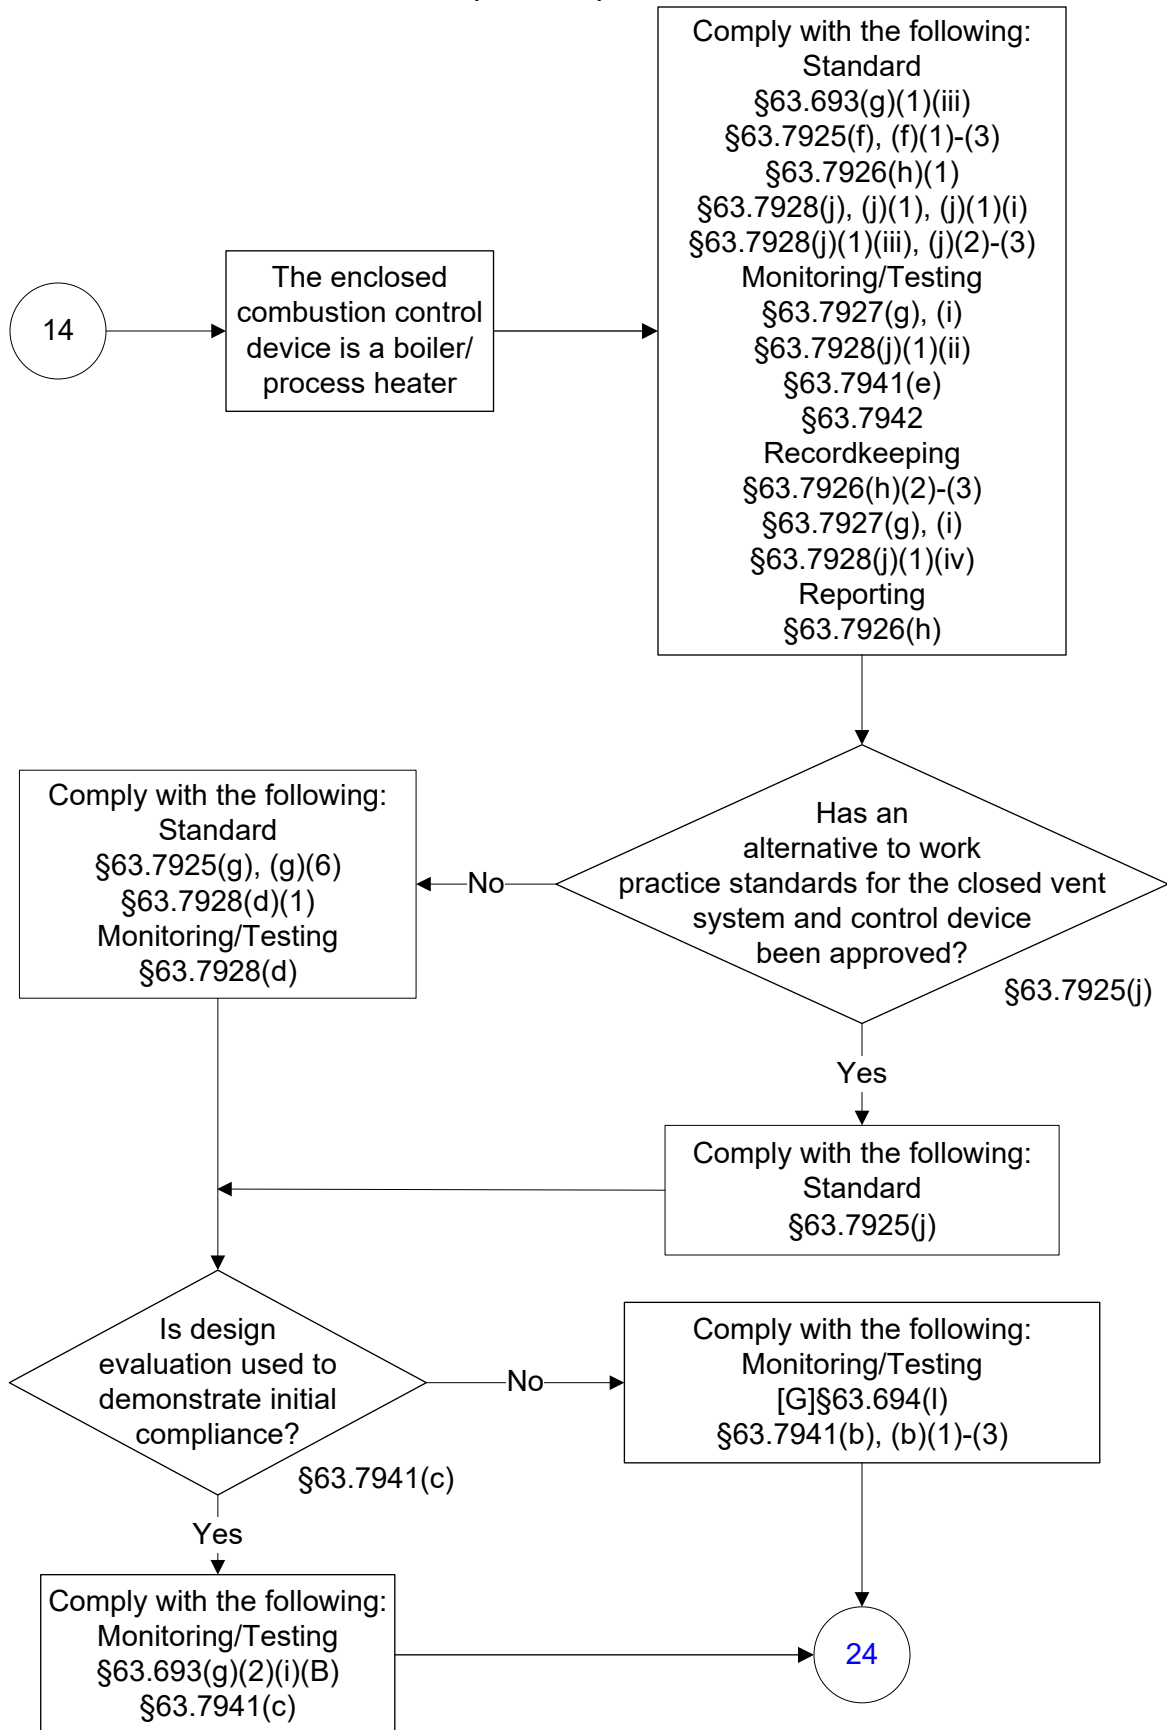 Comply with the following:
Standard
§63.693(g)(1)(iii)
§63.7925(f), (f)(1)-(3)
§63.7926(h)(1)
§63.7928(j), (j)(1), (j)(1)(i)
§63.7928(j)(1)(iii), (j)(2)-(3)
Monitoring/Testing
§63.7927(g), (i)
§63.7928(j)(1)(ii)
§63.7941(e)
§63.7942
Recordkeeping
§63.7926(h)(2)-(3)
§63.7927(g), (i)
§63.7928(j)(1)(iv)
Reporting
§63.7926(h)
14
The enclosed
combustion control
device is a boiler/
process heater
Has an
alternative to work
practice standards for the closed vent
system and control device
been approved?
§63.7925(j)
No
Comply with the following:
Standard
§63.7925(g), (g)(6)
§63.7928(d)(1)
Monitoring/Testing
§63.7928(d)
Yes
Comply with the following:
Standard
§63.7925(j)
Is design
evaluation used to
demonstrate initial
compliance?
§63.7941(c)
No
Comply with the following:
Monitoring/Testing
[G]§63.694(l)
§63.7941(b), (b)(1)-(3)
Yes
Comply with the following:
Monitoring/Testing
§63.693(g)(2)(i)(B)
§63.7941(c)
24